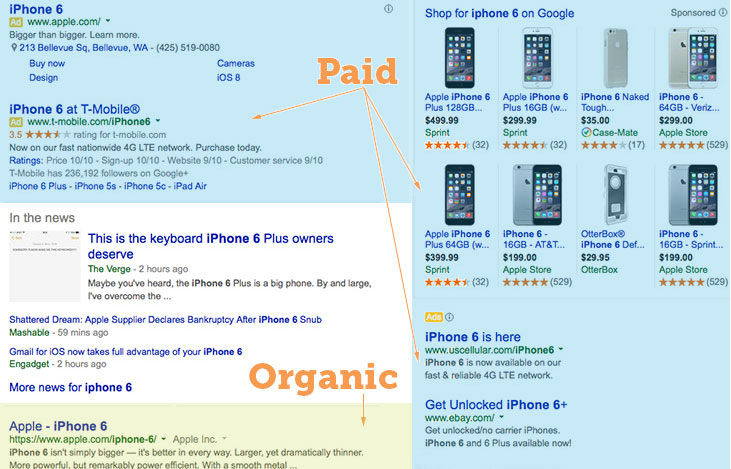 iPhone 6
Ad www.apple.com/
Bigger than bigger. Learn more.
213 Bellevue Sq, Bellevue, WA - (425) 519-0080
Buy now Cameras
Design iOS 8
iPhone 6 at T-Mobile®
Ad www.t-mobile.com/iPhone6
3.5 rating for t-mobile.com
Now on our fast nationwide 4G LTE network. Purchase today.
Ratings: Price 10/10 - Sign-up 10/10 - Website 9/10 - Customer service 9/10
T-Mobile has 236,192 followers on Google+
iPhone 6 Plus - iPhone 5s - iPhone 5c - iPad Air
Paid
In the news
This is the keyboard iPhone 6 Plus owners
deserve
The Verge - 2 hours ago
Maybe you've heard, the iPhone 6 Plus is a big phone. By and large,
I've overcome the ...
Shattered Dream: Apple Supplier Declares Bankruptcy After iPhone 6 Snub
Mashable - 59 mins ago
Gmail for iOS now takes full advantage of your iPhone 6
Engadget - 2 hours ago
More news for iphone 6
Organic
Apple - iPhone 6
https://www.apple.com/iphone-6/ Apple Inc.
iPhone 6 isn't simply bigger — it's better in every way. Larger, yet dramatically thinner.
More powerful, but remarkably power efficient. With a smooth metal ...
Shop for iphone 6 on Google Sponsored
Apple iPhone 6
Plus 128GB...
$499.99
Sprint
(32)
Apple iPhone 6
Plus 16GB (w...
$299.99
Sprint
(32)
iPhone 6 Naked
Tough...
$35.00
Case-Mate
(17)
iPhone 6 -
64GB - Veriz...
$299.00
Apple Store
(529)
Apple iPhone 6
Plus 64GB (w...
$399.99
Sprint
(32)
iPhone 6 -
16GB - AT&T...
$199.00
Apple Store
(529)
OtterBox®
iPhone 6 Def...
$29.95
OtterBox
iPhone 6 -
16GB - Sprint...
$199.00
Apple Store
(529)
Ads
iPhone 6 is here
www.uscellular.com/iPhone6
iPhone 6 is now available on our
fast & reliable 4G LTE network.
Get Unlocked iPhone 6+
www.ebay.com/
Get unlocked/no carrier iPhones.
iPhone 6 and 6 Plus available now!